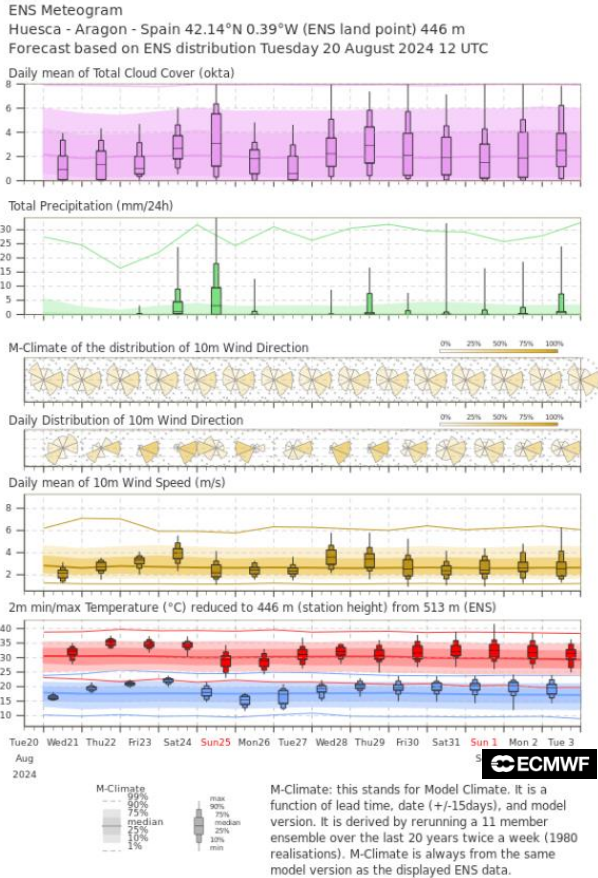 ENS Meteogram
Huesca - Aragon - Spain 42.14°N 0.39°W (ENS land point) 446 m
Forecast based on ENS distribution Tuesday 20 August 2024 12 UTC
Daily mean of Total Cloud Cover (okta)
8
6
4
2
0
Total Precipitation (mm/24h)
30
25
20
15
10
5
0
M-Climate of the distribution of 10m Wind Direction
0% 25% 50% 75% 100%
Daily Distribution of 10m Wind Direction
0% 25% 50% 75% 100%
Daily mean of 10m Wind Speed (m/s)
8
6
4
2
2m min/max Temperature (°C) reduced to 446 m (station height) from 513 m (ENS)
40
35
30
25
20
15
10
Tue20 Wed21 Thu22 Fri23 Sat24 Sun25 Mon26 Tue27 Wed28 Thu29 Fri30 Sat31 Sun 1 Mon 2 Tue 3
Aug
2024
ECMWF
M-Climate
99%
90%
75%
median
25%
10%
1%
max
90%
75%
median
25%
10%
min
M-Climate: this stands for Model Climate. It is a
function of lead time, date (+/-15days), and model
version. It is derived by rerunning a 11 member
ensemble over the last 20 years twice a week (1980
realisations). M-Climate is always from the same
model version as the displayed ENS data.